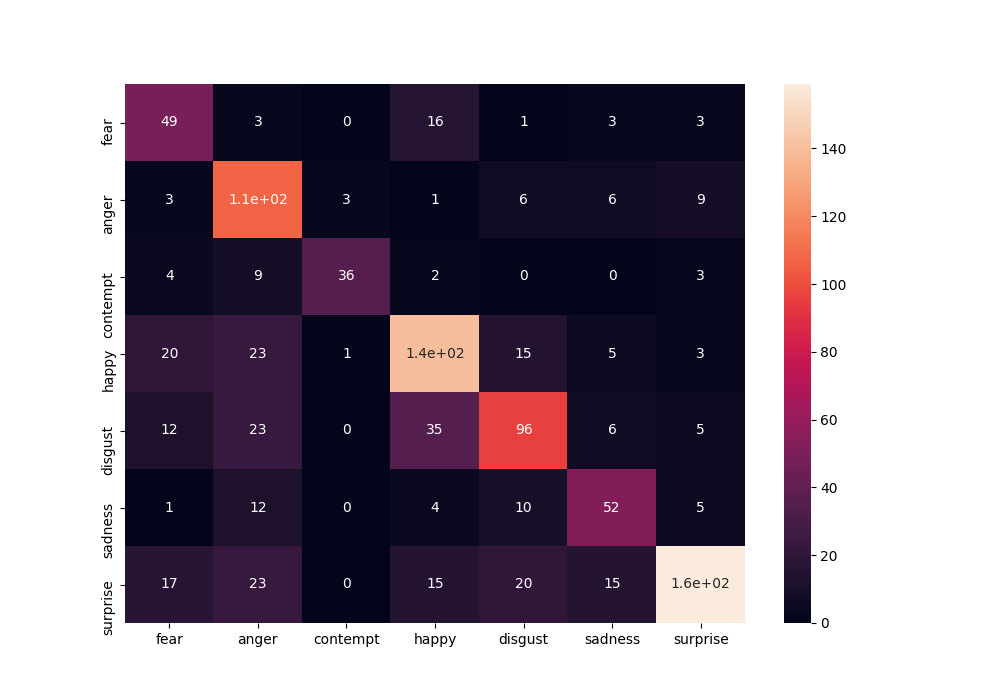 fear 49 3 0 16 1 3 3
anger 3 1.1e+02 3 1 6 6 9
contempt 4 9 36 2 0 0 3
happy 20 23 1 1.4e+02 15 5 3
disgust 12 23 0 35 96 6 5
sadness 1 12 0 4 10 52 5
surprise 17 23 0 15 20 15 1.6e+02
fear anger contempt happy disgust sadness surprise
140
120
100
80
60
40
20
0